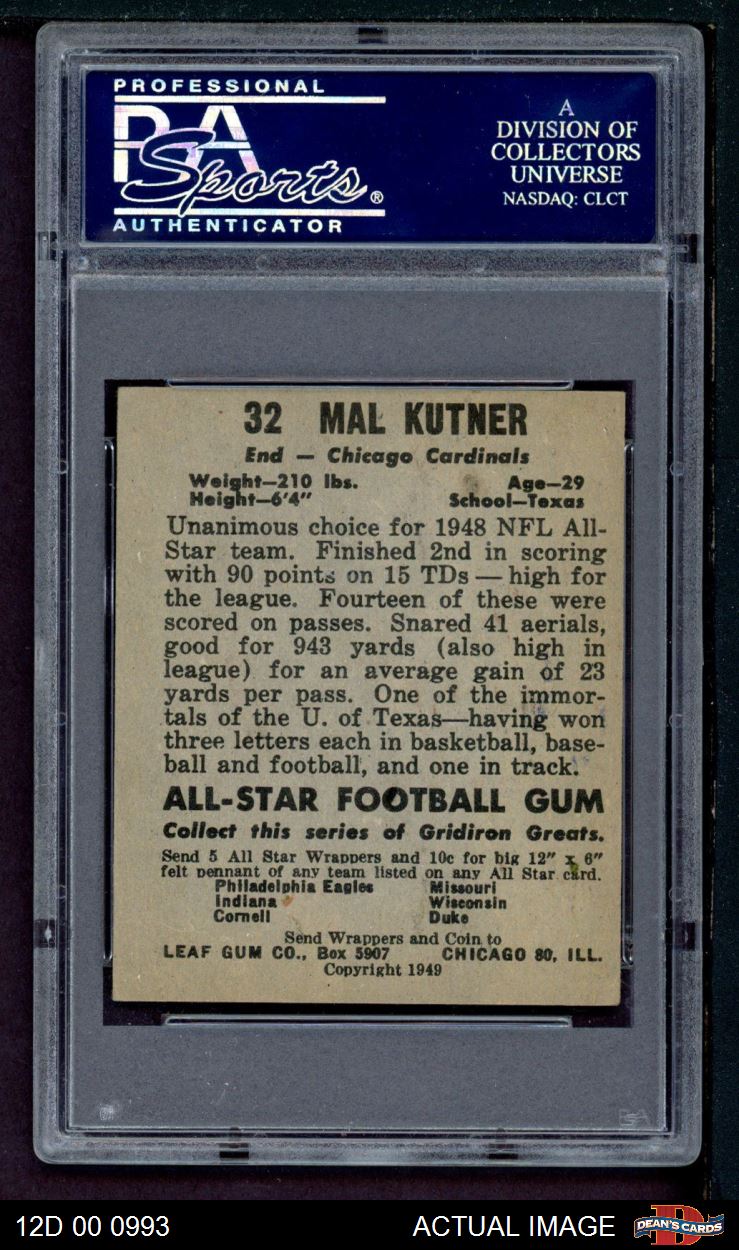 PROFESSIONAL
PSA
Sports®
AUTHENTICATOR
A
DIVISION OF
COLLECTORS
UNIVERSE
NASDAQ: CLCT
32 MAL KUTNER
End — Chicago Cardinals
Weight—210 lbs. Age—29
Height—6'4" School—Texas
Unanimous choice for 1948 NFL All-
Star team. Finished 2nd in scoring
with 90 points on 15 TDs — high for
the league. Fourteen of these were
scored on passes. Snared 41 aerials,
good for 943 yards (also high in
league) for an average gain of 23
yards per pass. One of the immor-
tals of the U. of Texas—having won
three letters each in basketball, base-
ball and football, and one in track.
ALL-STAR FOOTBALL GUM
Collect this series of Gridiron Greats.
Send 5 All Star Wrappers and 10c for big 12" x 6"
felt pennant of any team listed on any All Star card.
Philadelphia Eagles Missouri
Indiana Wisconsin
Cornell Duke
Send Wrappers and Coin to
LEAF GUM CO., Box 5907 CHICAGO 80, ILL.
Copyright 1949
PSA
12D 00 0993 ACTUAL IMAGE DEAN'S CARDS